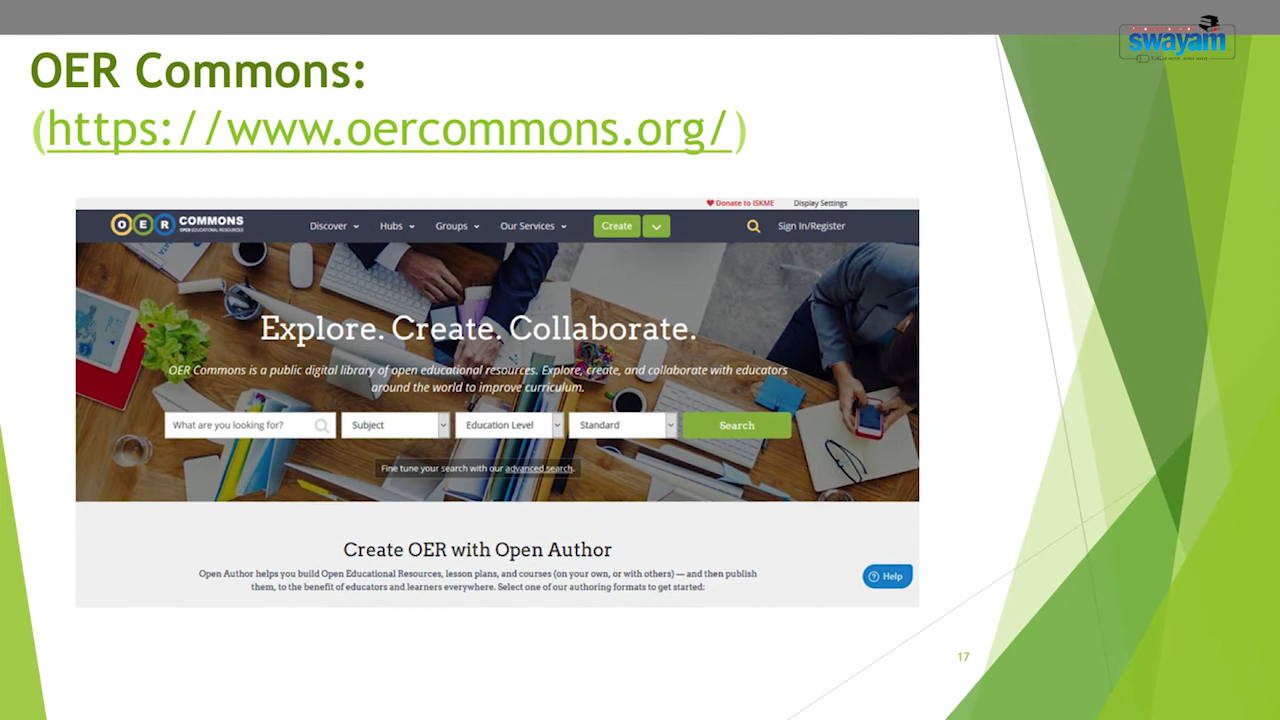 swayam
OER Commons:
(https://www.oercommons.org/)
Donate to ISKME Display Settings
OER COMMONS
OPEN EDUCATIONAL RESOURCES
Discover Hubs Groups Our Services Create Sign In/Register
Explore. Create. Collaborate.
OER Commons is a public digital library of open educational resources. Explore, create, and collaborate with educators
around the world to improve curriculum.
What are you looking for? Subject Education Level Standard Search
Fine tune your search with our advanced search.
Create OER with Open Author
Open Author helps you build Open Educational Resources, lesson plans, and courses (on your own, or with others) — and then publish
them, to the benefit of educators and learners everywhere. Select one of our authoring formats to get started:
Help
17